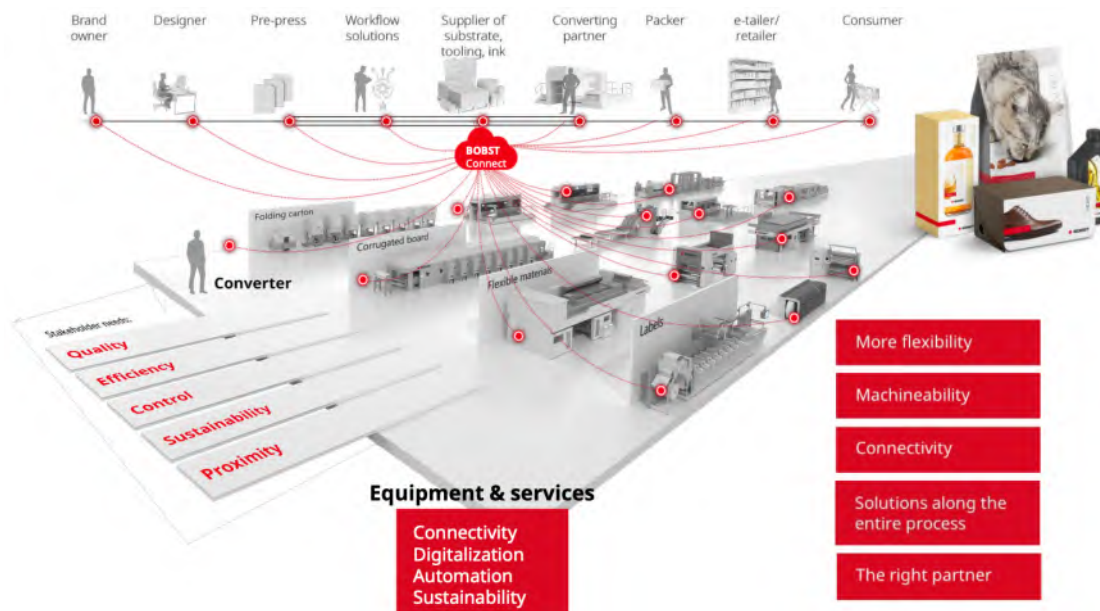 Brand
owner
Designer
Pre-press
Workflow
solutions
Supplier of
substrate,
tooling, ink
Converting
partner
Packer
e-tailer/
retailer
Consumer
BOBST
Connect
Folding carton
Corrugated board
Flexible materials
Labels
Converter
Stakeholder needs:
Quality
Efficiency
Control
Sustainability
Proximity
Equipment & services
Connectivity
Digitalization
Automation
Sustainability
More flexibility
Machineability
Connectivity
Solutions along the
entire process
The right partner